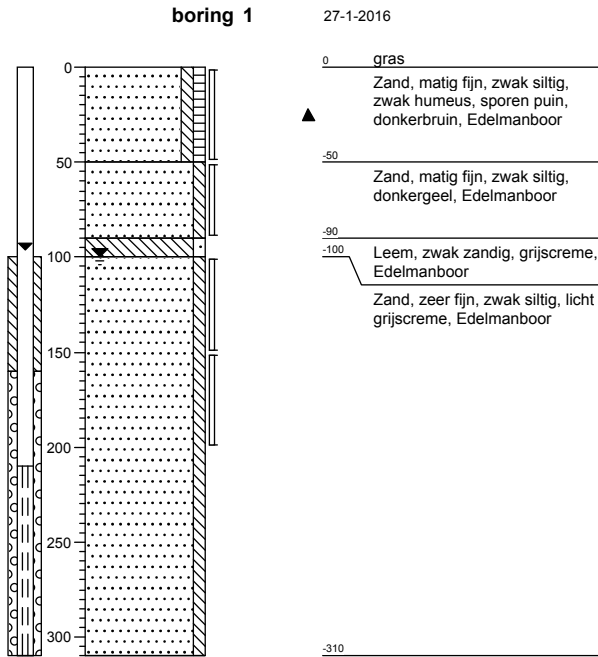 boring 1
27-1-2016
0
50
100
150
200
250
300
0
gras
Zand, matig fijn, zwak siltig,
zwak humeus, sporen puin,
donkerbruin, Edelmanboor
-50
Zand, matig fijn, zwak siltig,
donkergeel, Edelmanboor
-90
-100
Leem, zwak zandig, grijscreme,
Edelmanboor
Zand, zeer fijn, zwak siltig, licht
grijscreme, Edelmanboor
-310